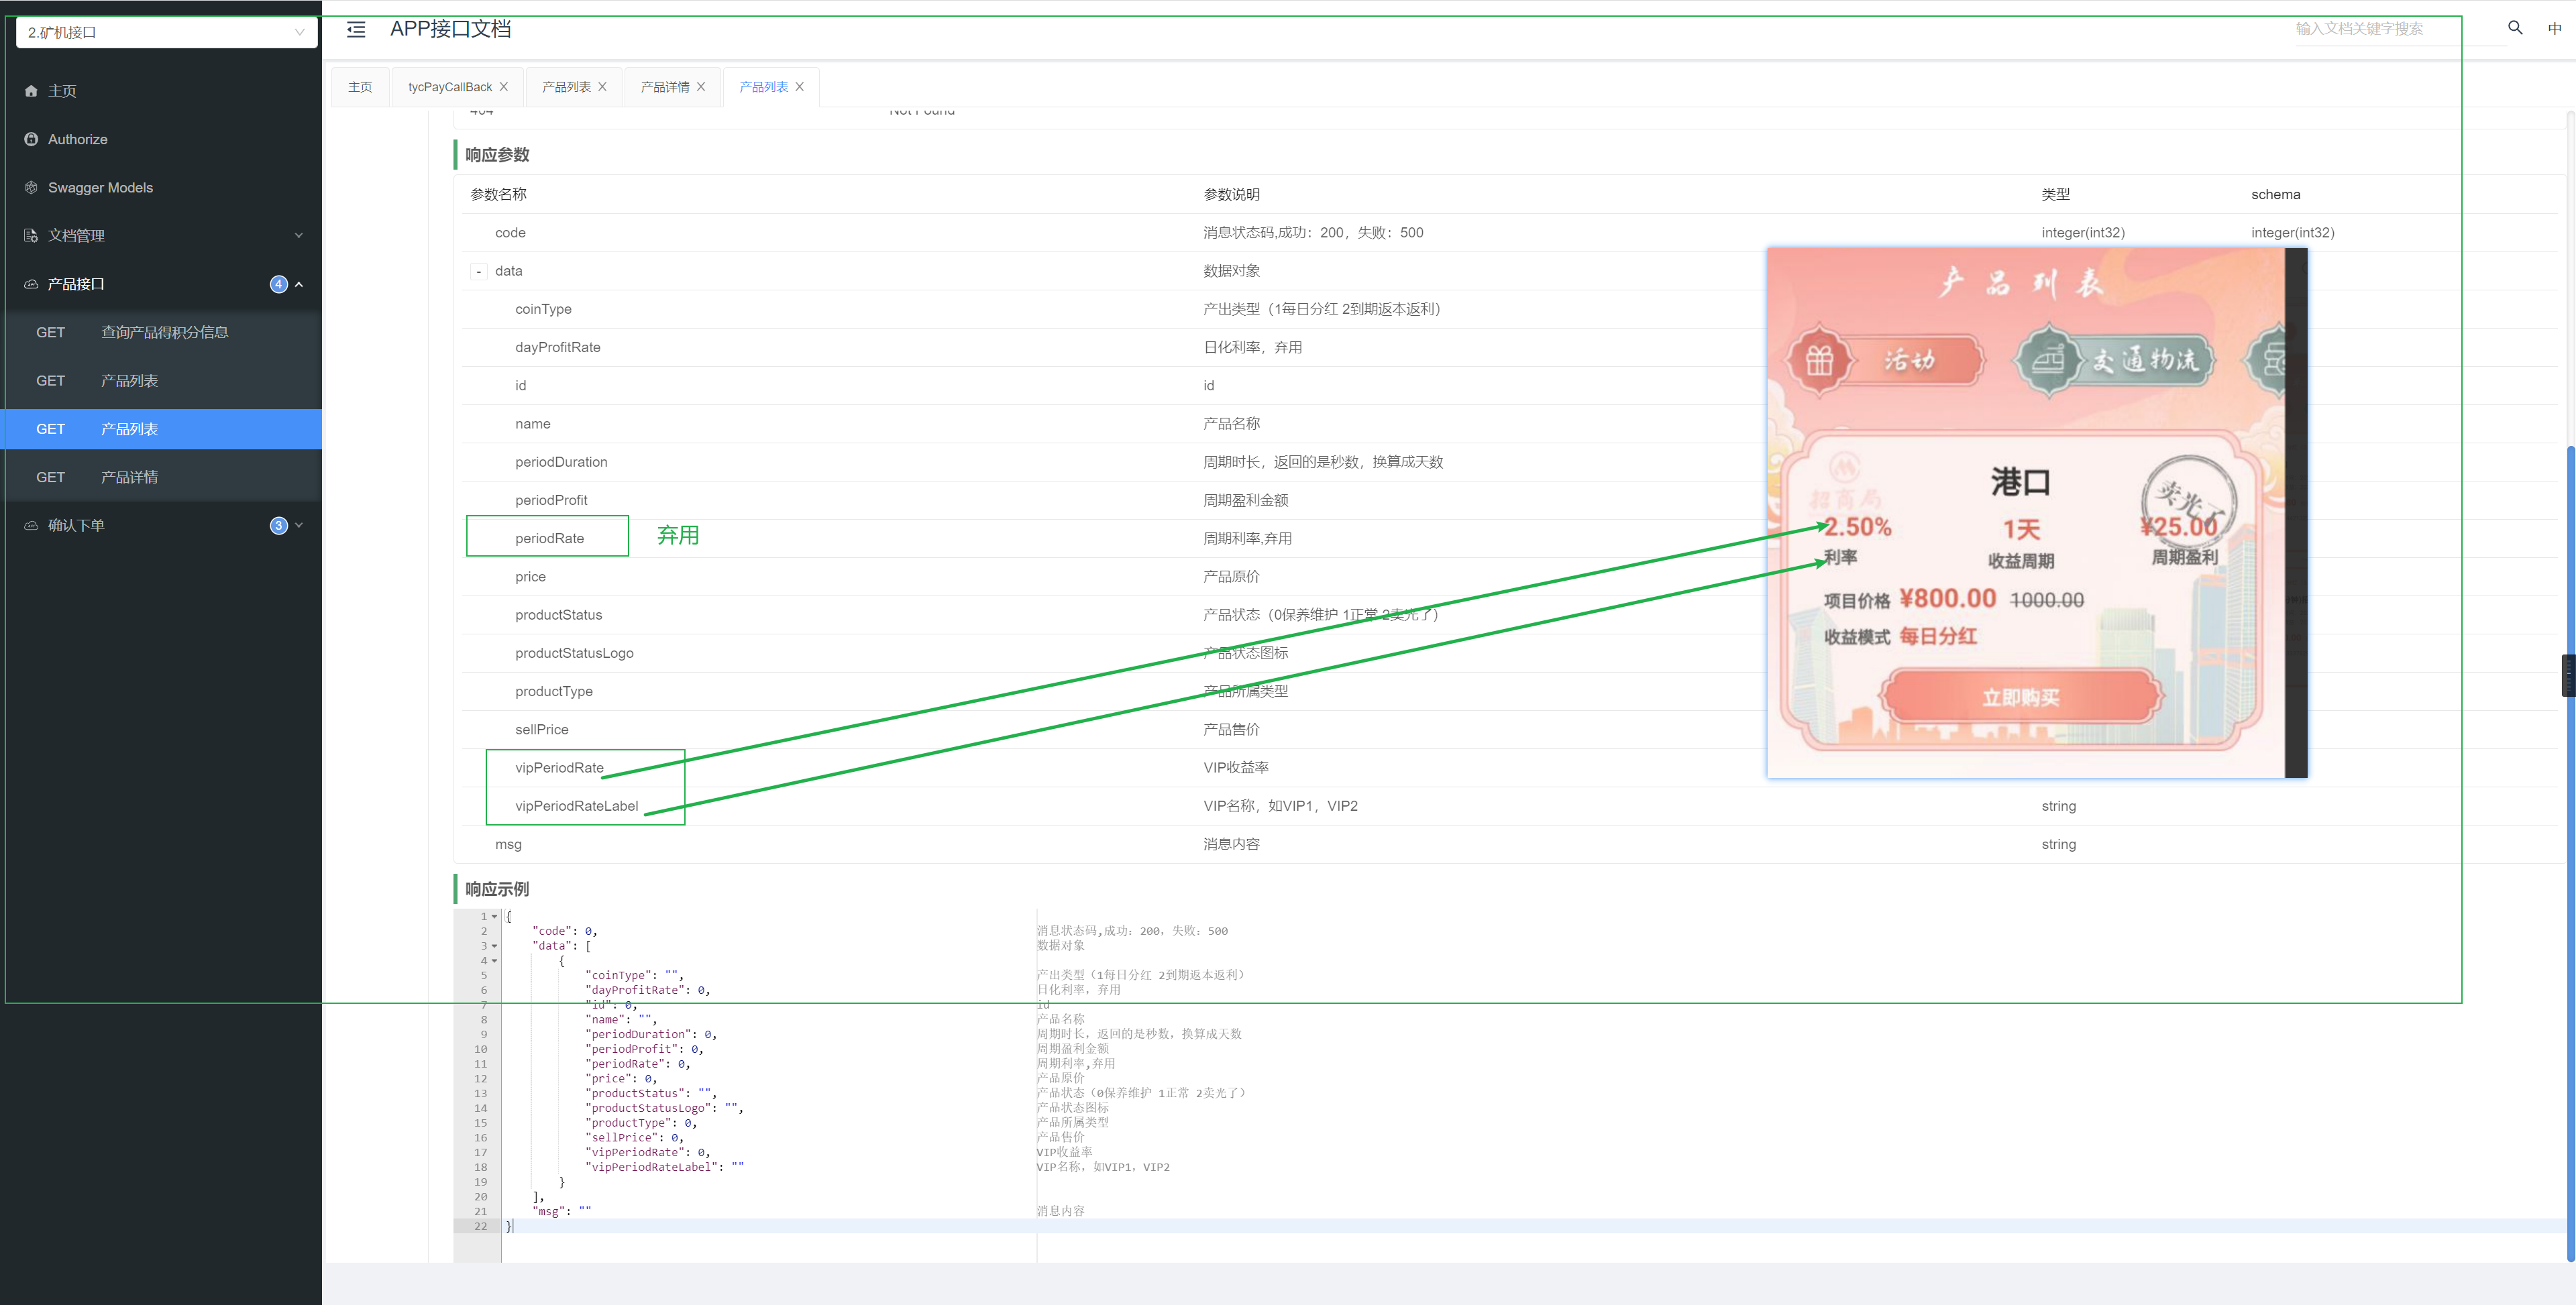 2.矿机接口
APP接口文档
输入文档关键字搜索
中
主页
Authorize
Swagger Models
文档管理
产品接口
4
GET 查询产品得积分信息
GET 产品列表
GET 产品列表
GET 产品详情
确认下单
3
主页
tycPayCallBack
产品列表
产品详情
产品列表
404 Not Found
响应参数
参数名称 参数说明 类型 schema
code 消息状态码,成功：200，失败：500 integer(int32) integer(int32)
- data 数据对象
coinType 产出类型（1每日分红 2到期返本返利）
dayProfitRate 日化利率，弃用
id id
name 产品名称
periodDuration 周期时长，返回的是秒数，换算成天数
periodProfit 周期盈利金额
periodRate 弃用 周期利率,弃用
price 产品原价
productStatus 产品状态（0保养维护 1正常 2卖光了）
productStatusLogo 产品状态图标
productType 产品所属类型
sellPrice 产品售价
vipPeriodRate VIP收益率
vipPeriodRateLabel VIP名称，如VIP1，VIP2 string
msg 消息内容 string
产品列表
活动
交通物流
招商局
港口
卖光了
2.50% 1天 ¥25.00
利率 收益周期 周期盈利
项目价格 ¥800.00 1000.00
收益模式 每日分红
立即购买
响应示例
1 {
2 "code": 0, 消息状态码,成功：200，失败：500
3 "data": [ 数据对象
4 {
5 "coinType": "", 产出类型（1每日分红 2到期返本返利）
6 "dayProfitRate": 0, 日化利率，弃用
7 "id": 0, id
8 "name": "", 产品名称
9 "periodDuration": 0, 周期时长，返回的是秒数，换算成天数
10 "periodProfit": 0, 周期盈利金额
11 "periodRate": 0, 周期利率,弃用
12 "price": 0, 产品原价
13 "productStatus": "", 产品状态（0保养维护 1正常 2卖光了）
14 "productStatusLogo": "", 产品状态图标
15 "productType": 0, 产品所属类型
16 "sellPrice": 0, 产品售价
17 "vipPeriodRate": 0, VIP收益率
18 "vipPeriodRateLabel": "" VIP名称，如VIP1，VIP2
19 }
20 ],
21 "msg": "" 消息内容
22 }